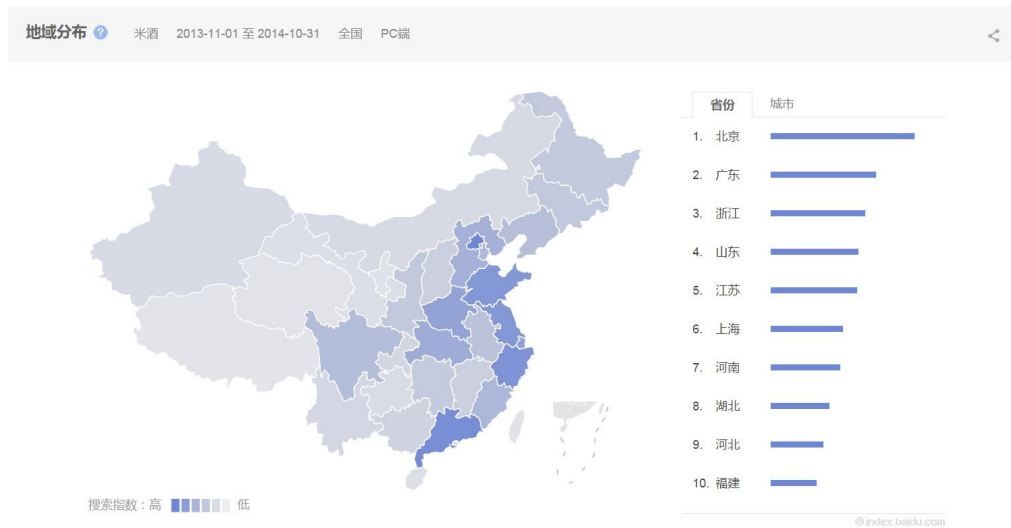 地域分布 ? 米酒 2013-11-01 至 2014-10-31 全国 PC端
省份 城市
1. 北京
2. 广东
3. 浙江
4. 山东
5. 江苏
6. 上海
7. 河南
8. 湖北
9. 河北
10. 福建
搜索指数：高 低
©index.baidu.com